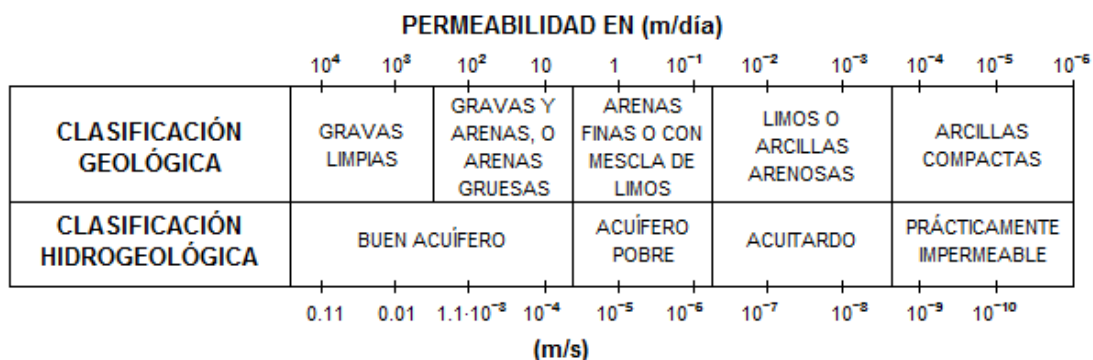 PERMEABILIDAD EN (m/día)
10⁴ 10³ 10² 10 1 10⁻¹ 10⁻² 10⁻³ 10⁻⁴ 10⁻⁵ 10⁻⁶
CLASIFICACIÓN
GEOLÓGICA
GRAVAS
LIMPIAS
GRAVAS Y
ARENAS, O
ARENAS
GRUESAS
ARENAS
FINAS O CON
MESCLA DE
LIMOS
LIMOS O
ARCILLAS
ARENOSAS
ARCILLAS
COMPACTAS
CLASIFICACIÓN
HIDROGEOLÓGICA
BUEN ACUÍFERO
ACUÍFERO
POBRE
ACUITARDO
PRÁCTICAMENTE
IMPERMEABLE
0.11 0.01 1.1·10⁻³ 10⁻⁴ 10⁻⁵ 10⁻⁶ 10⁻⁷ 10⁻⁸ 10⁻⁹ 10⁻¹⁰
(m/s)